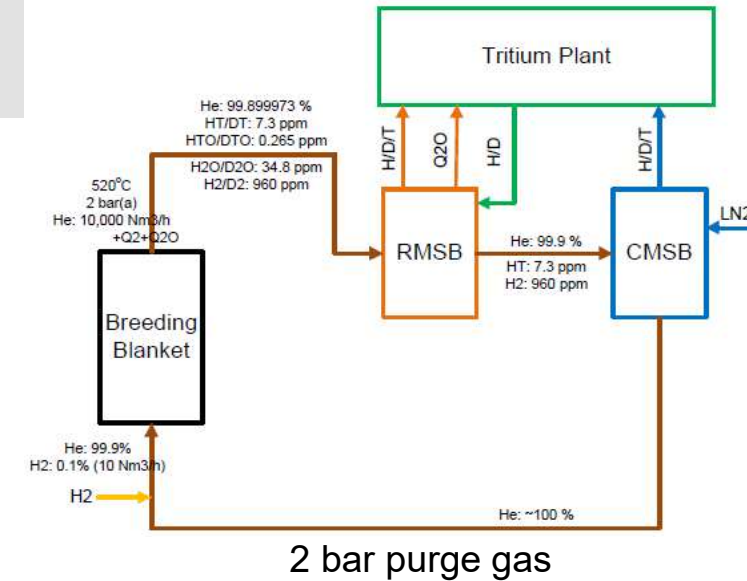 Tritium Plant
He: 99.899973 %
HT/DT: 7.3 ppm
HTO/DTO: 0.265 ppm
H2O/D2O: 34.8 ppm
H2/D2: 960 ppm
H/D/T
Q2O
H/D
H/D/T
520°C
2 bar(a)
He: 10,000 Nm3/h
+Q2+Q2O
RMSB
He: 99.9 %
HT: 7.3 ppm
H2: 960 ppm
CMSB
LN2
Breeding
Blanket
He: 99.9%
H2: 0.1% (10 Nm3/h)
H2
He: ~100 %
2 bar purge gas